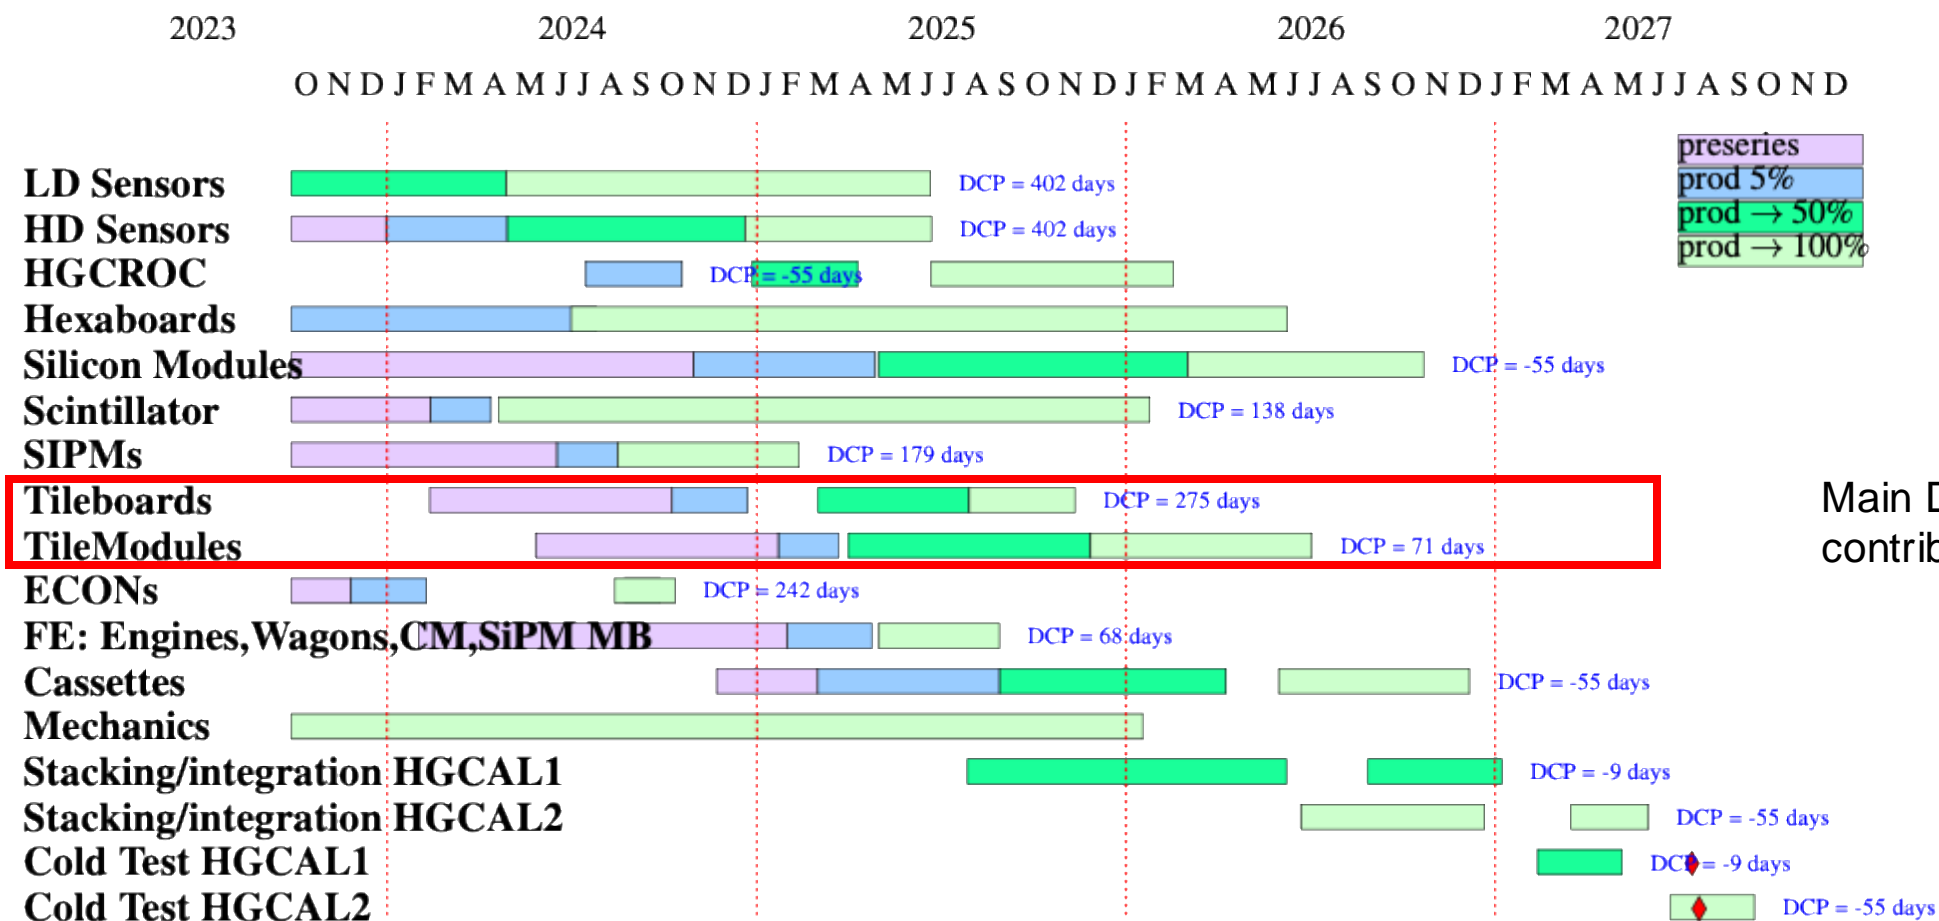 2023 2024 2025 2026 2027
O N D J F M A M J J A S O N D J F M A M J J A S O N D J F M A M J J A S O N D J F M A M J J A S O N D
preseries
prod 5%
prod → 50%
prod → 100%
LD Sensors DCP = 402 days
HD Sensors DCP = 402 days
HGCROC DCP = -55 days
Hexaboards
Silicon Modules DCP = -55 days
Scintillator DCP = 138 days
SIPMs DCP = 179 days
Tileboards DCP = 275 days
TileModules DCP = 71 days
Main D
contrib
ECONs DCP = 242 days
FE: Engines,Wagons,CM,SiPM MB DCP = 68 days
Cassettes DCP = -55 days
Mechanics
Stacking/integration HGCAL1 DCP = -9 days
Stacking/integration HGCAL2 DCP = -55 days
Cold Test HGCAL1 DCP = -9 days
Cold Test HGCAL2 DCP = -55 days